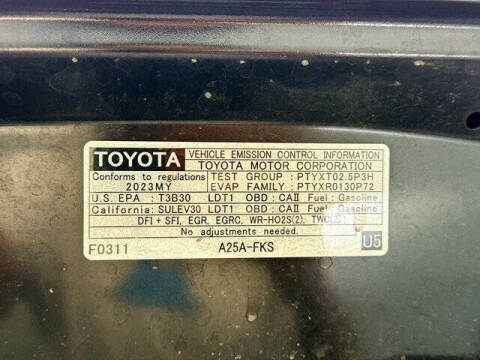 TOYOTA VEHICLE EMISSION CONTROL INFORMATION
TOYOTA MOTOR CORPORATION
Conforms to regulations TEST GROUP : PTYXT02.5P3H
2023MY EVAP FAMILY : PTYXR0130P72
U.S. EPA : T3B30 LDT1 OBD : CAⅡ Fuel : Gasoline
California: SULEV30 LDT1 OBD : CAⅡ Fuel : Gasoline
DFI + SFI, EGR, EGRC, WR-HO2S(2),
No adjustments needed.
F0311 A25A-FKS U5